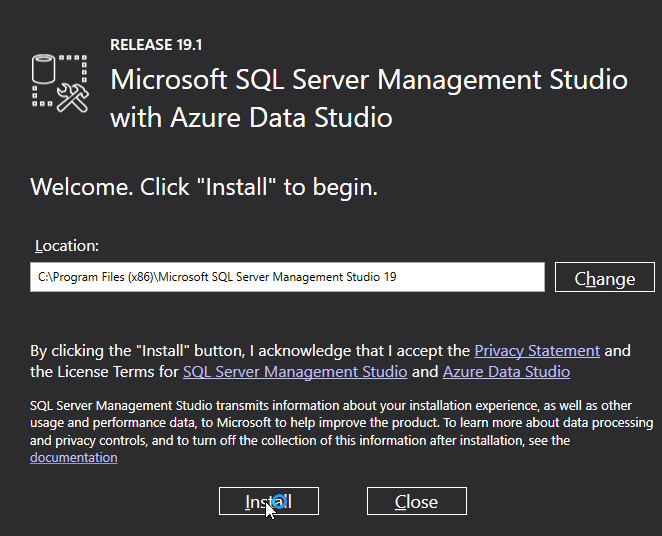 RELEASE 19.1
Microsoft SQL Server Management Studio
with Azure Data Studio
Welcome. Click "Install" to begin.
Location:
C:\Program Files (x86)\Microsoft SQL Server Management Studio 19
Change
By clicking the "Install" button, I acknowledge that I accept the Privacy Statement and
the License Terms for SQL Server Management Studio and Azure Data Studio
SQL Server Management Studio transmits information about your installation experience, as well as other
usage and performance data, to Microsoft to help improve the product. To learn more about data processing
and privacy controls, and to turn off the collection of this information after installation, see the
documentation
Install
Close